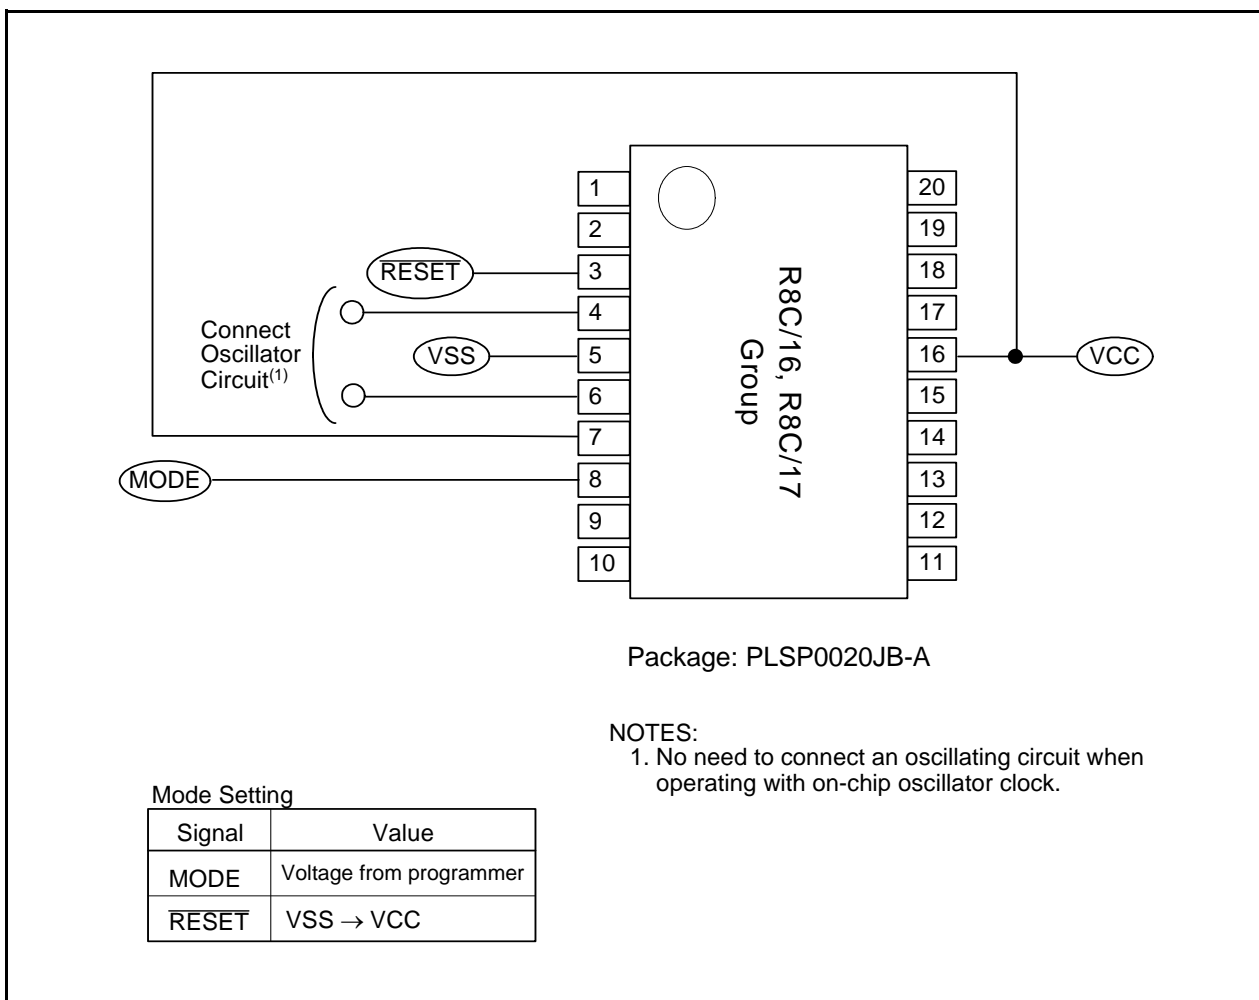 1
2
3
4
5
6
7
8
9
10
20
19
18
17
16
15
14
13
12
11
RESET
Connect
Oscillator
Circuit(1)
VSS
MODE
VCC
R8C/16, R8C/17
Group
Package: PLSP0020JB-A
NOTES:
1. No need to connect an oscillating circuit when
operating with on-chip oscillator clock.
Mode Setting
Signal Value
MODE Voltage from programmer
RESET VSS → VCC